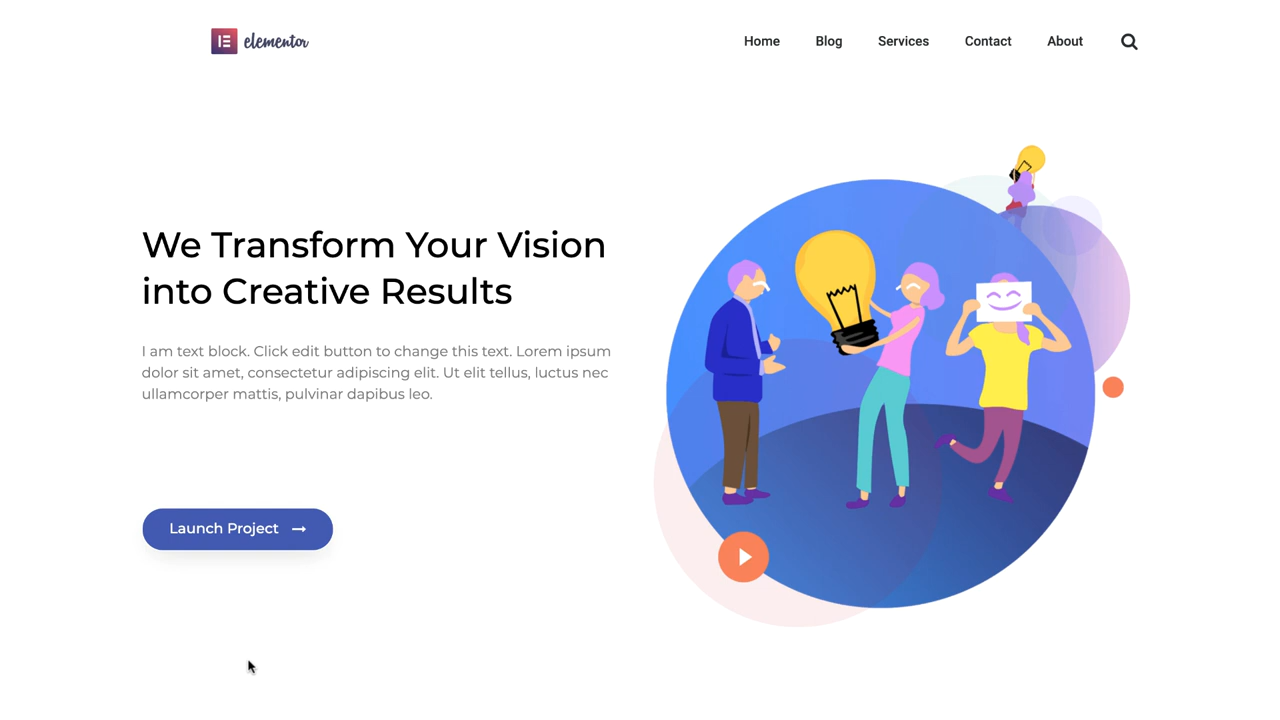 elementor
Home Blog Services Contact About
We Transform Your Vision
into Creative Results
I am text block. Click edit button to change this text. Lorem ipsum
dolor sit amet, consectetur adipiscing elit. Ut elit tellus, luctus nec
ullamcorper mattis, pulvinar dapibus leo.
Launch Project